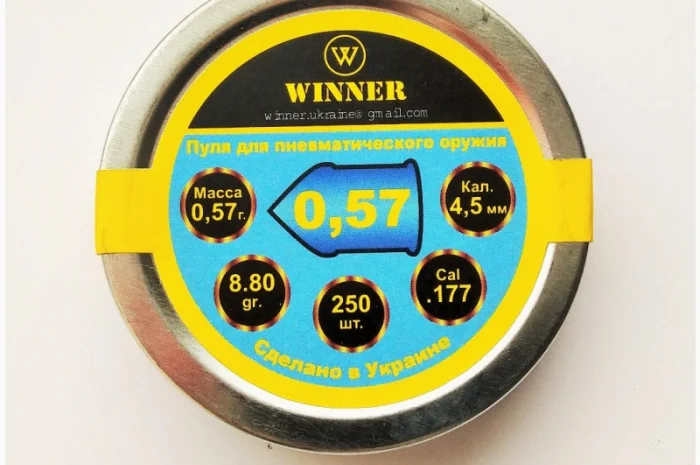 W
WINNER
winner.ukraine@gmail.com
Пуля для пневматического оружия
Масса
0,57г.
0,57
Кал.
4,5 мм
8.80
gr.
250
шт.
Cal
.177
Сделано в Украине